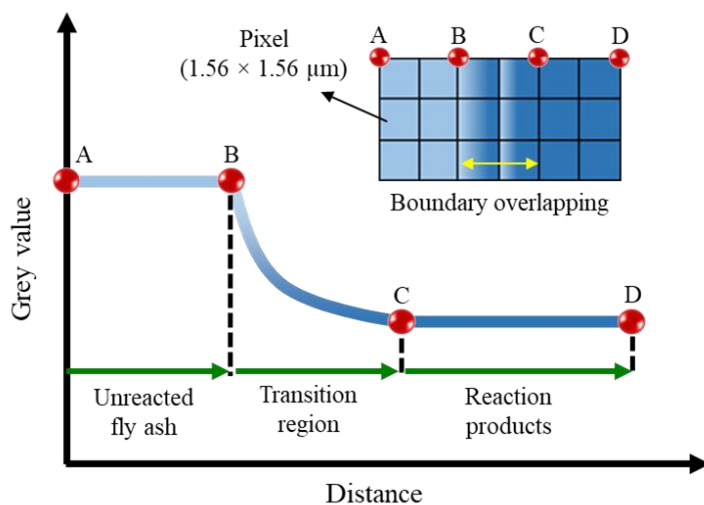 A B C D
Pixel
(1.56 × 1.56 μm)
Boundary overlapping
A
B
C
D
Grey value
Unreacted
fly ash
Transition
region
Reaction
products
Distance